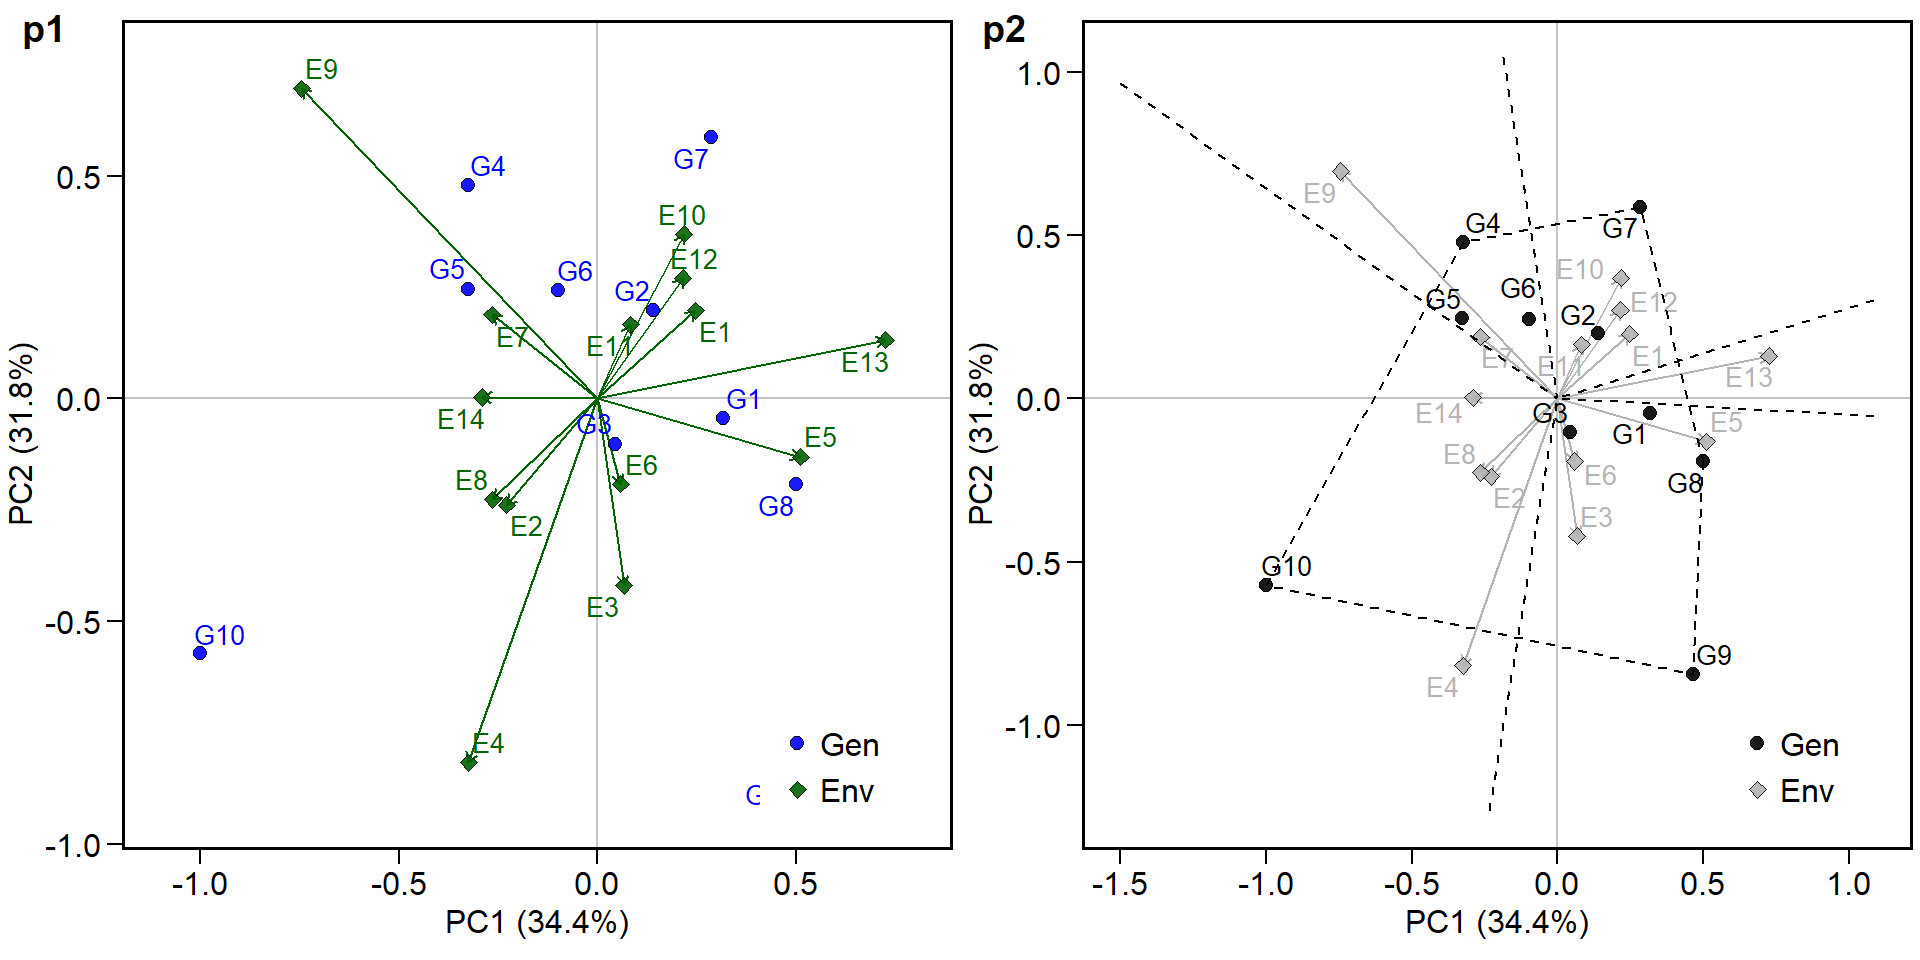 p1
E9
G4
G7
E10
G5
G6
E12
G2
E7
E11
E1
E13
E14
G3
G1
E5
E8
E6
E2
G8
E3
G10
E4
Gen
Env
0.5
0.0
-0.5
-1.0
PC2 (31.8%)
-1.0 -0.5 0.0 0.5
PC1 (34.4%)
p2
E9
G4
G7
E10
G5
G6
E12
G2
E7
E11
E1
E13
E14
G3
E5
G1
E8
E6
G8
E2
E3
G10
G9
E4
Gen
Env
1.0
0.5
0.0
-0.5
-1.0
PC2 (31.8%)
-1.5 -1.0 -0.5 0.0 0.5 1.0
PC1 (34.4%)